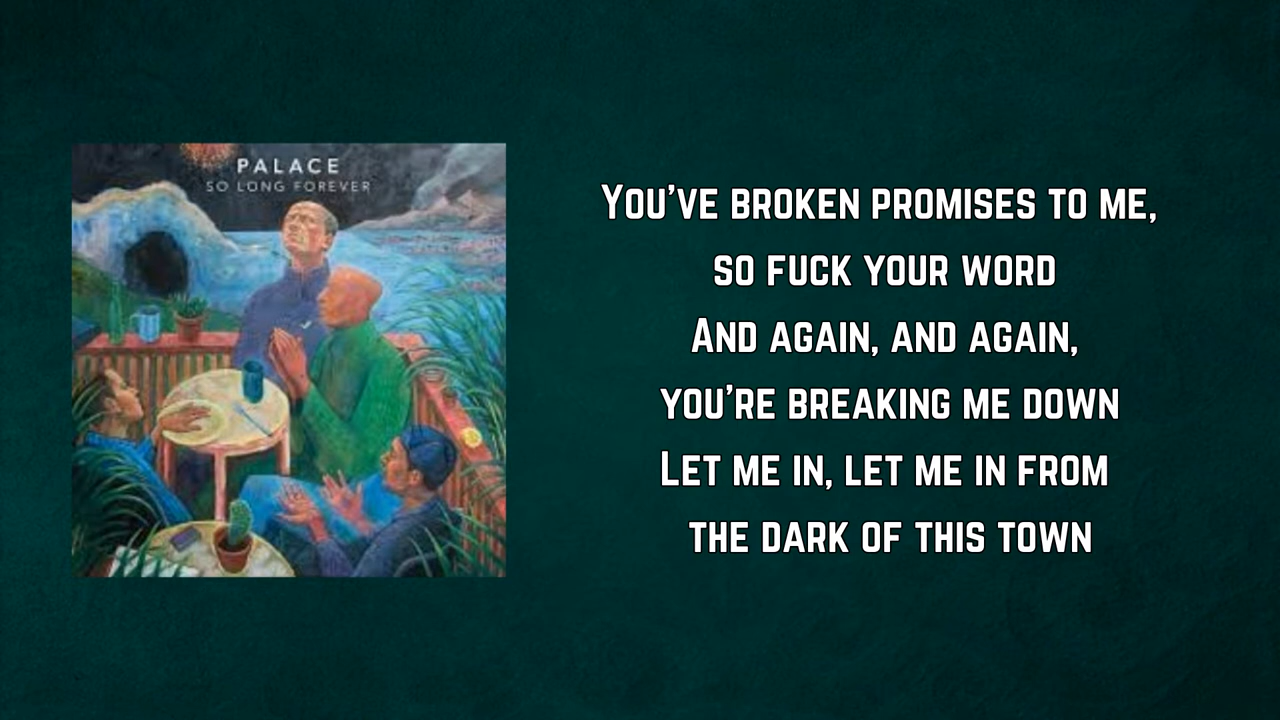 PALACE
SO LONG FOREVER
You've broken promises to me,
so fuck your word
And again, and again,
you're breaking me down
Let me in, let me in from
the dark of this town